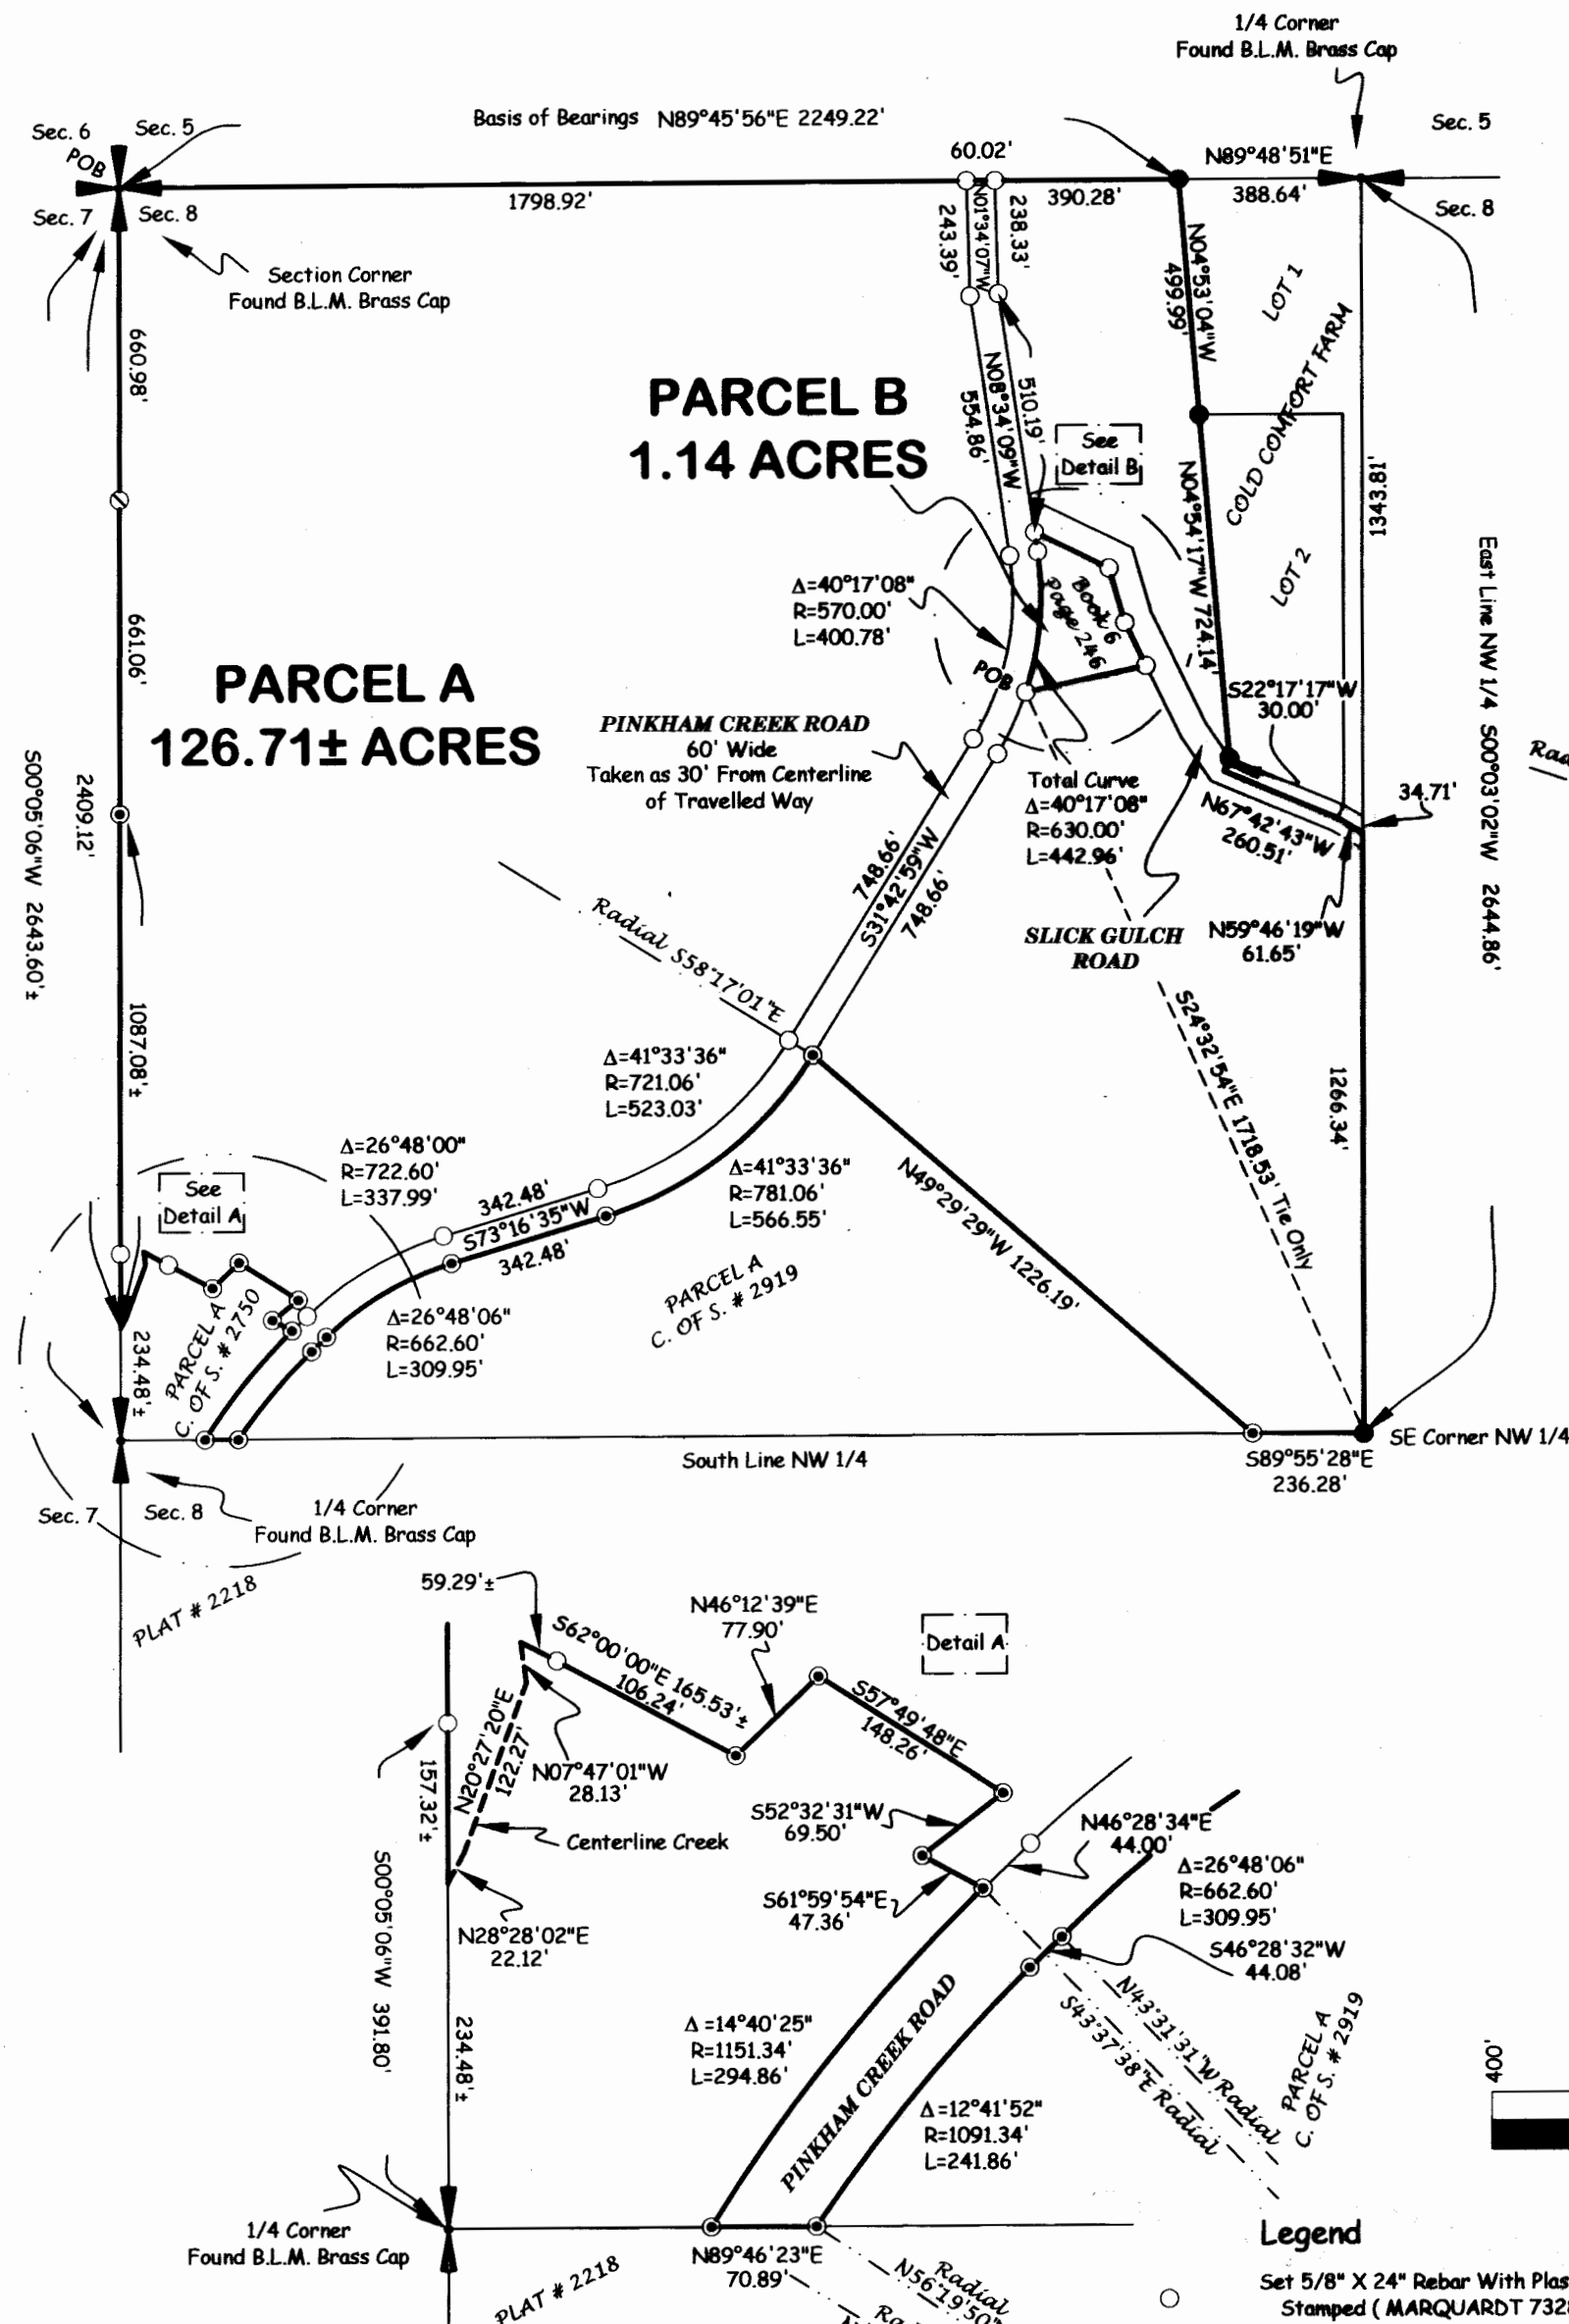 1/4 Corner
Found B.L.M. Brass Cap
Basis of Bearings N89°45'56"E 2249.22'
Sec. 6
Sec. 5
POB
Sec. 7
Sec. 8
60.02'
N89°48'51"E
Sec. 5
1798.92'
390.28'
388.64'
Sec. 8
Section Corner
Found B.L.M. Brass Cap
243.39'
N01°34'07"W
238.33'
N04°53'04"W
499.99'
LOT 1
COLD COMFORT FARM
660.98'
PARCEL B
1.14 ACRES
554.86'
N08°34'09"W
510.19'
See
Detail B
N04°54'17"W 724.14'
LOT 2
1343.81'
East Line NW 1/4 S00°03'02"W 2644.86'
Δ=40°17'08"
R=570.00'
L=400.78'
Book 6
Page 246
661.06'
PARCEL A
126.71± ACRES
POB
S22°17'17"W
30.00'
PINKHAM CREEK ROAD
60' Wide
Taken as 30' From Centerline
of Travelled Way
Total Curve
Δ=40°17'08"
R=630.00'
L=442.96'
34.71'
N67°42'43"W
260.51'
S00°05'06"W 2643.60'±
2409.12'
748.66'
S31°42'59"W
748.66'
SLICK GULCH
ROAD
N59°46'19"W
61.65'
Radial S58°17'01"E
1087.08'±
S24°32'54"E 1718.53' Tie Only
1266.34'
Δ=41°33'36"
R=721.06'
L=523.03'
Δ=26°48'00"
R=722.60'
L=337.99'
Δ=41°33'36"
R=781.06'
L=566.55'
N49°29'29"W 1226.19'
See
Detail A
342.48'
S73°16'35"W
342.48'
PARCEL A
C. OF S. # 2919
PARCEL A
C. OF S. # 2750
Δ=26°48'06"
R=662.60'
L=309.95'
234.48'±
South Line NW 1/4
SE Corner NW 1/4
S89°55'28"E
236.28'
Sec. 7
Sec. 8
1/4 Corner
Found B.L.M. Brass Cap
PLAT # 2218
59.29'±
S62°00'00"E 165.53'±
106.24'
N46°12'39"E
77.90'
Detail A
S57°49'48"E
148.26'
N20°27'20"E
122.27'
N07°47'01"W
28.13'
157.32'±
Centerline Creek
S52°32'31"W
69.50'
N46°28'34"E
44.00'
Δ=26°48'06"
R=662.60'
L=309.95'
S61°59'54"E
47.36'
N28°28'02"E
22.12'
S46°28'32"W
44.08'
S00°05'06"W 391.80'
234.48'±
N43°31'31"W Radial
S43°37'38"E Radial
PARCEL A
C. OF S. # 2919
400'
Δ=14°40'25"
R=1151.34'
L=294.86'
PINKHAM CREEK ROAD
Δ=12°41'52"
R=1091.34'
L=241.86'
1/4 Corner
Found B.L.M. Brass Cap
N89°46'23"E
70.89'
PLAT # 2218
Radial
N56°19'50"
Legend
Set 5/8" X 24" Rebar With Plas
Stamped ( MARQUARDT 732